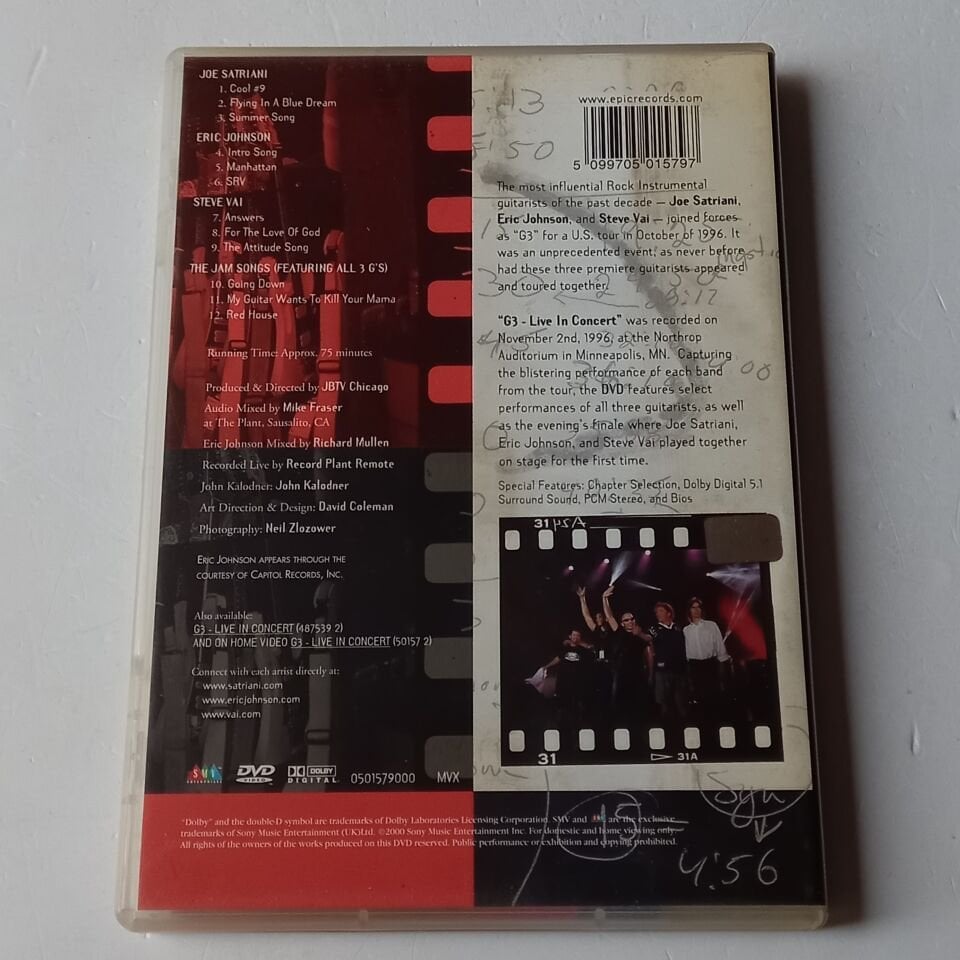 JOE SATRIANI
1. Cool #9
2. Flying In A Blue Dream
3. Summer Song
ERIC JOHNSON
4. Intro Song
5. Manhattan
6. SRV
STEVE VAI
7. Answers
8. For The Love Of God
9. The Attitude Song
THE JAM SONGS (FEATURING ALL 3 G'S)
10. Going Down
11. My Guitar Wants To Kill Your Mama
12. Red House
Running Time: Approx. 75 minutes
Produced & Directed by JBTV Chicago
Audio Mixed by Mike Fraser
at The Plant, Sausalito, CA
Eric Johnson Mixed by Richard Mullen
Recorded Live by Record Plant Remote
John Kalodner: John Kalodner
Art Direction & Design: David Coleman
Photography: Neil Zlozower
ERIC JOHNSON APPEARS THROUGH THE
COURTESY OF CAPITOL RECORDS, INC.
Also available:
G3 - LIVE IN CONCERT (487539 2)
AND ON HOME VIDEO G3 - LIVE IN CONCERT (50157 2)
Connect with each artist directly at:
www.satriani.com
www.ericjohnson.com
www.vai.com
SMV ENTERPRISES
DVD VIDEO
DOLBY DIGITAL
0501579000
MVX
www.epicrecords.com
5 099705 015797
The most influential Rock Instrumental
guitarists of the past decade — Joe Satriani,
Eric Johnson, and Steve Vai — joined forces
as "G3" for a U.S. tour in October of 1996. It
was an unprecedented event, as never before
had these three premiere guitarists appeared
and toured together.
"G3 - Live In Concert" was recorded on
November 2nd, 1996, at the Northrop
Auditorium in Minneapolis, MN. Capturing
the blistering performance of each band
from the tour, the DVD features select
performances of all three guitarists, as well
as the evening's finale where Joe Satriani,
Eric Johnson, and Steve Vai played together
on stage for the first time.
Special Features: Chapter Selection, Dolby Digital 5.1
Surround Sound, PCM Stereo, and Bios
31
31
31A
"Dolby" and the double-D symbol are trademarks of Dolby Laboratories Licensing Corporation. SMV and are the exclusive
trademarks of Sony Music Entertainment (UK)Ltd. ©2000 Sony Music Entertainment Inc. For domestic and home viewing only.
All rights of the owners of the works produced on this DVD reserved. Public performance or exhibition and copying prohibited.
15
4:56